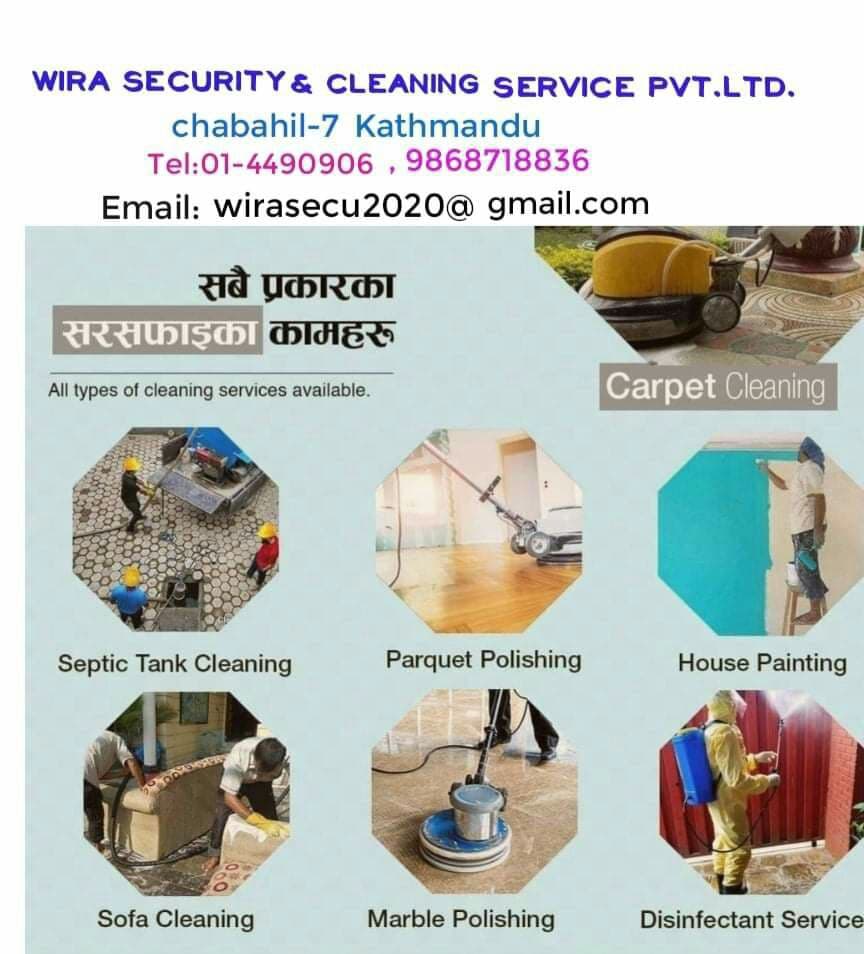 WIRA SECURITY & CLEANING SERVICE PVT.LTD.
chabahil-7 Kathmandu
Tel:01-4490906 , 9868718836
Email: wirasecu2020@ gmail.com
सबै प्रकारका
सरसफाइका कामहरू
All types of cleaning services available.
Carpet Cleaning
Septic Tank Cleaning
Parquet Polishing
House Painting
Sofa Cleaning
Marble Polishing
Disinfectant Service